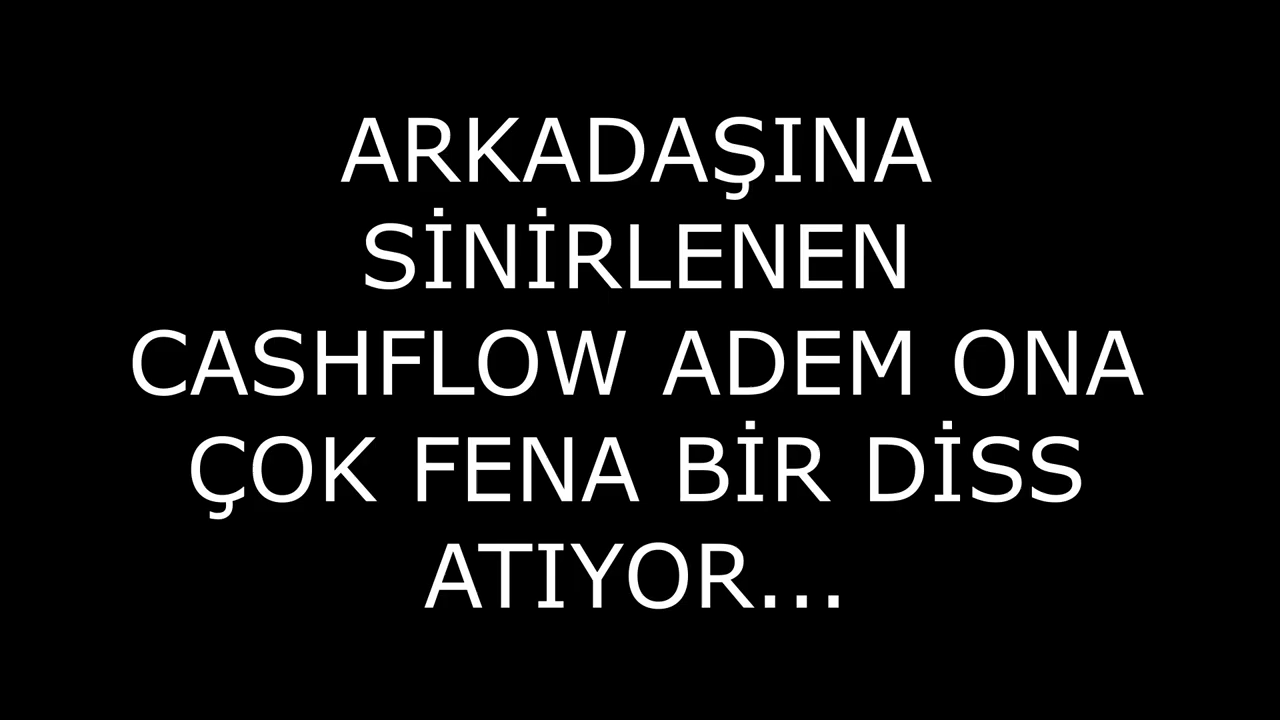 ARKADAŞINA
SİNİRLENEN
CASHFLOW ADEM ONA
ÇOK FENA BİR DİSS
ATIYOR...